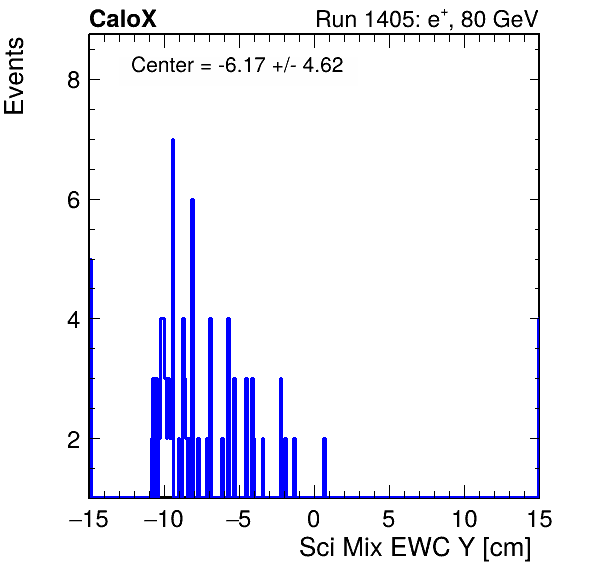 CaloX
Run 1405: e⁺, 80 GeV
Center = -6.17 +/- 4.62
Events
8
6
4
2
−15
−10
−5
0
5
10
15
Sci Mix EWC Y [cm]